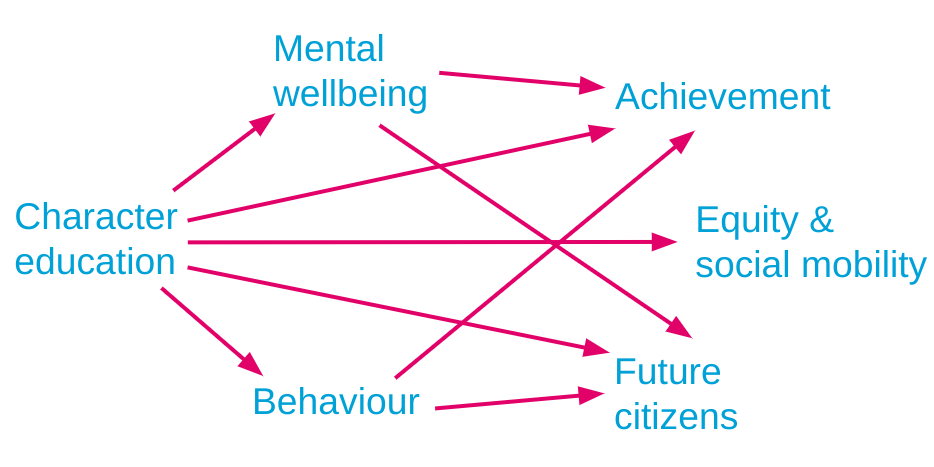 Mental
wellbeing
Achievement
Character
education
Equity &
social mobility
Behaviour
Future
citizens